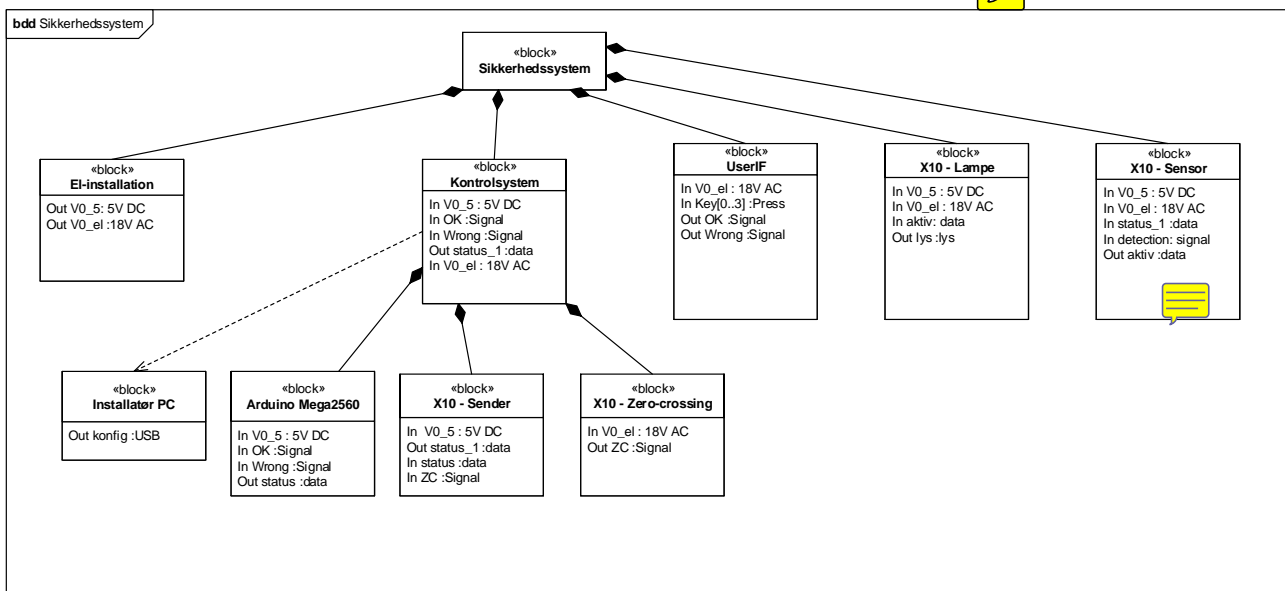 bdd Sikkerhedssystem
«block»
Sikkerhedssystem
«block»
El-installation
Out V0_5: 5V DC
Out V0_el :18V AC
«block»
Kontrolsystem
In V0_5 : 5V DC
In OK :Signal
In Wrong :Signal
Out status_1 :data
In V0_el : 18V AC
«block»
UserIF
In V0_el : 18V AC
In Key[0..3] :Press
Out OK :Signal
Out Wrong :Signal
«block»
X10 - Lampe
In V0_5 : 5V DC
In V0_el : 18V AC
In aktiv: data
Out lys :lys
«block»
X10 - Sensor
In V0_5 : 5V DC
In V0_el : 18V AC
In status_1 :data
In detection: signal
Out aktiv :data
«block»
Installatør PC
Out konfig :USB
«block»
Arduino Mega2560
In V0_5 : 5V DC
In OK :Signal
In Wrong :Signal
Out status :data
«block»
X10 - Sender
In V0_5 : 5V DC
Out status_1 :data
In status :data
In ZC :Signal
«block»
X10 - Zero-crossing
In V0_el : 18V AC
Out ZC :Signal